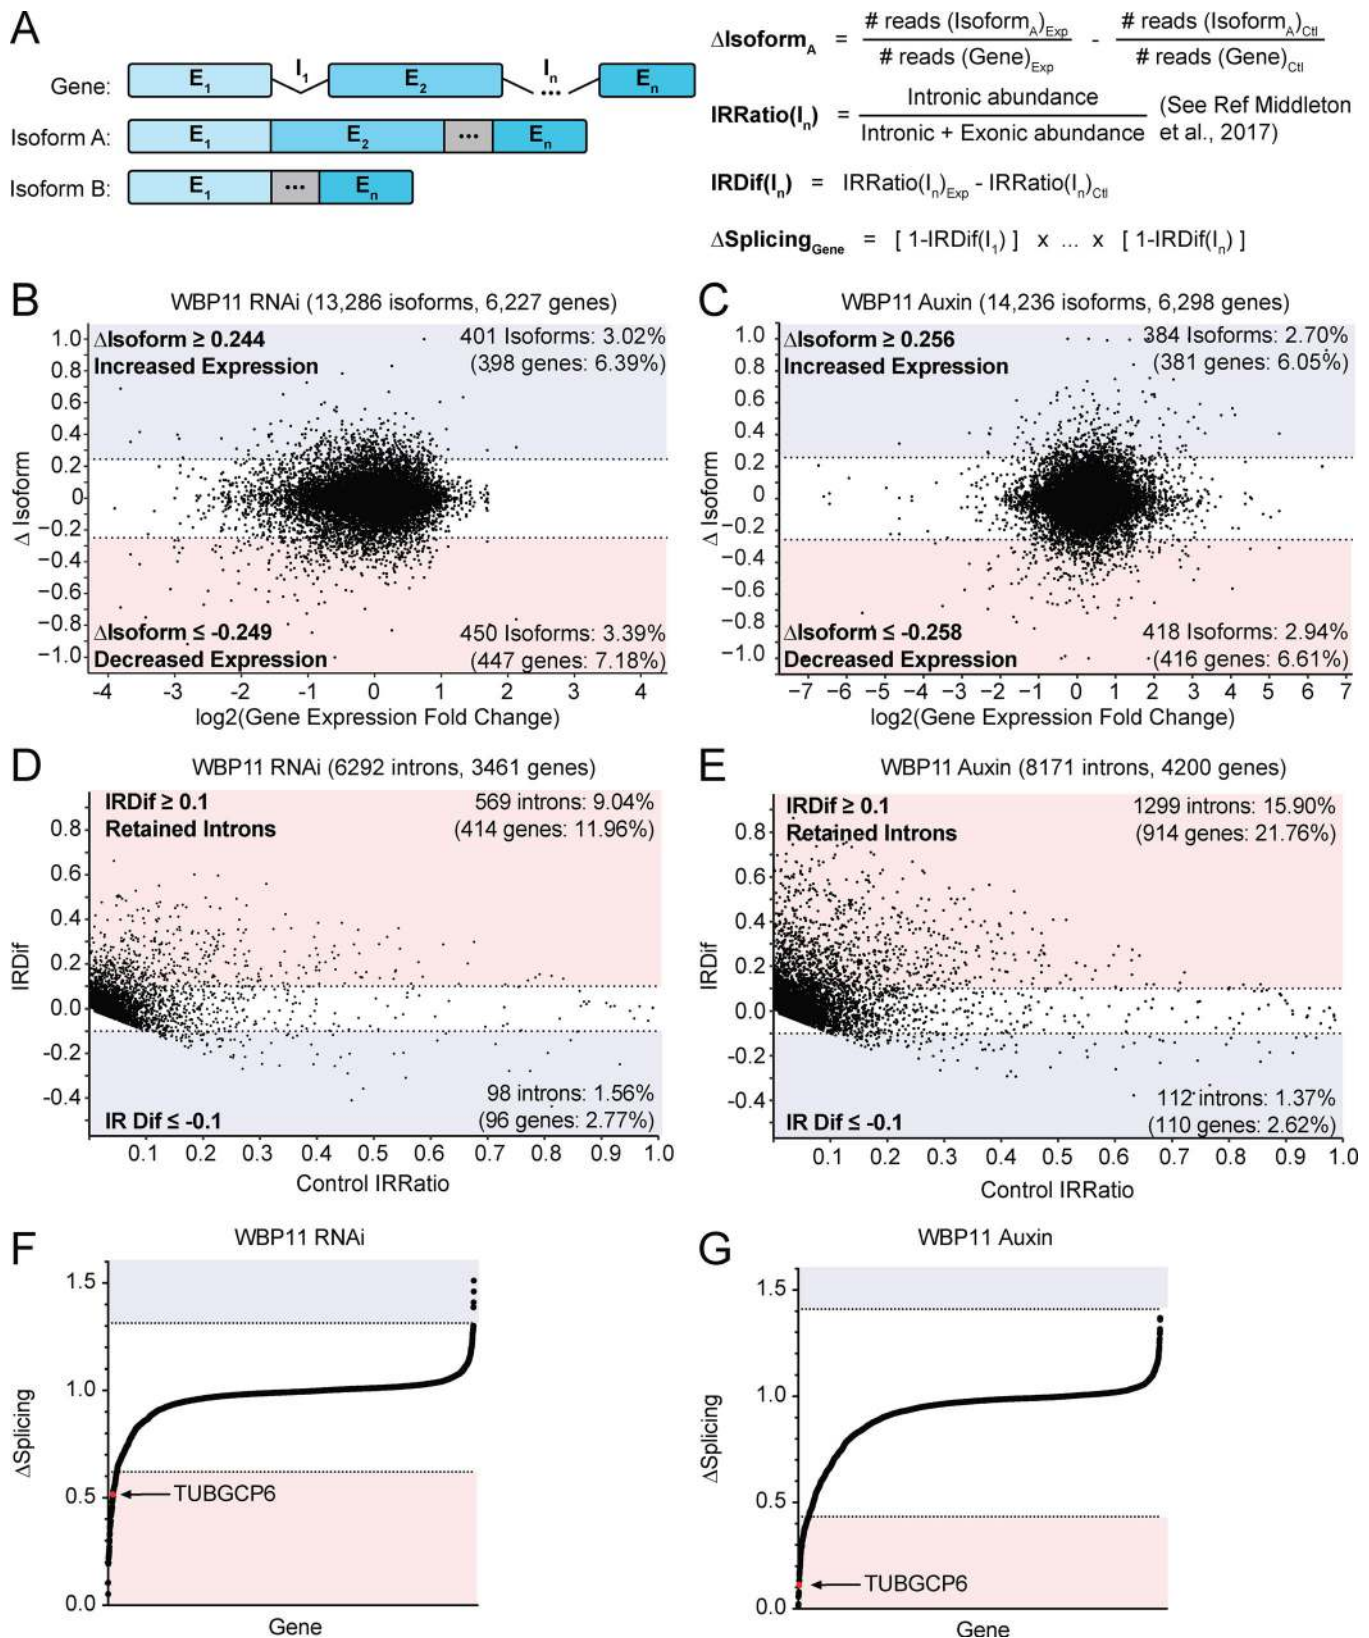 A
Gene:
E1
I1
E2
In
...
En
Isoform A:
E1
E2
...
En
Isoform B:
E1
...
En
ΔIsoformA = # reads (IsoformA)Exp / # reads (Gene)Exp - # reads (IsoformA)Ctl / # reads (Gene)Ctl
IRRatio(In) = Intronic abundance / Intronic + Exonic abundance (See Ref Middleton et al., 2017)
IRDif(In) = IRRatio(In)Exp - IRRatio(In)Ctl
ΔSplicingGene = [ 1-IRDif(I1) ] x ... x [ 1-IRDif(In) ]
B
WBP11 RNAi (13,286 isoforms, 6,227 genes)
ΔIsoform ≥ 0.244
Increased Expression
401 Isoforms: 3.02%
(398 genes: 6.39%)
1.0
0.8
0.6
0.4
0.2
0
−0.2
−0.4
−0.6
−0.8
−1.0
Δ Isoform
ΔIsoform ≤ -0.249
Decreased Expression
450 Isoforms: 3.39%
(447 genes: 7.18%)
−4 −3 −2 −1 0 1 2 3 4
log2(Gene Expression Fold Change)
C
WBP11 Auxin (14,236 isoforms, 6,298 genes)
ΔIsoform ≥ 0.256
Increased Expression
384 Isoforms: 2.70%
(381 genes: 6.05%)
1.0
0.8
0.6
0.4
0.2
0
−0.2
−0.4
−0.6
−0.8
−1.0
Δ Isoform
ΔIsoform ≤ -0.258
Decreased Expression
418 Isoforms: 2.94%
(416 genes: 6.61%)
−7 −6 −5 −4 −3 −2 −1 0 1 2 3 4 5 6 7
log2(Gene Expression Fold Change)
D
WBP11 RNAi (6292 introns, 3461 genes)
IRDif ≥ 0.1
Retained Introns
569 introns: 9.04%
(414 genes: 11.96%)
0.8
0.6
0.4
0.2
0.0
-0.2
-0.4
IRDif
98 introns: 1.56%
(96 genes: 2.77%)
IR Dif ≤ -0.1
0.1 0.2 0.3 0.4 0.5 0.6 0.7 0.8 0.9 1.0
Control IRRatio
E
WBP11 Auxin (8171 introns, 4200 genes)
IRDif ≥ 0.1
Retained Introns
1299 introns: 15.90%
(914 genes: 21.76%)
0.8
0.6
0.4
0.2
0.0
-0.2
-0.4
IRDif
112 introns: 1.37%
(110 genes: 2.62%)
IR Dif ≤ -0.1
0.1 0.2 0.3 0.4 0.5 0.6 0.7 0.8 0.9 1.0
Control IRRatio
F
WBP11 RNAi
1.5
1.0
0.5
0.0
ΔSplicing
TUBGCP6
Gene
G
WBP11 Auxin
1.5
1.0
0.5
0.0
ΔSplicing
TUBGCP6
Gene